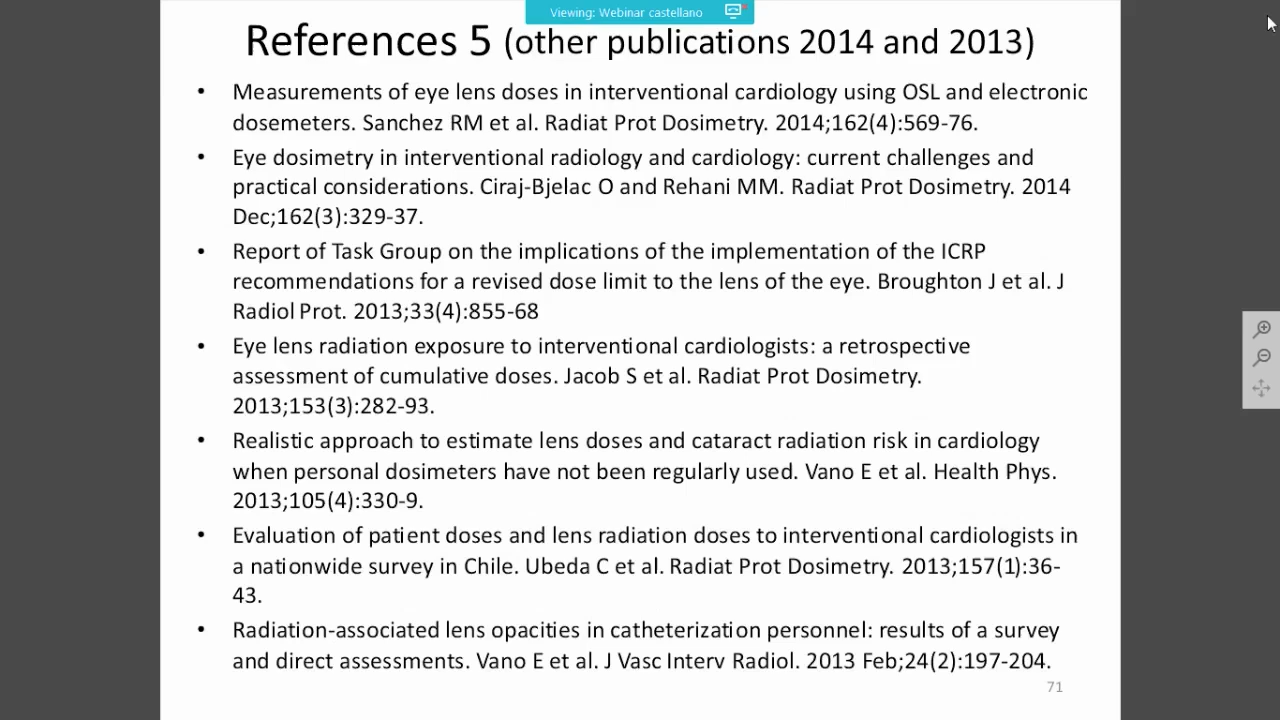 Viewing: Webinar castellano
References 5 (other publications 2014 and 2013)
• Measurements of eye lens doses in interventional cardiology using OSL and electronic
dosemeters. Sanchez RM et al. Radiat Prot Dosimetry. 2014;162(4):569-76.
• Eye dosimetry in interventional radiology and cardiology: current challenges and
practical considerations. Ciraj-Bjelac O and Rehani MM. Radiat Prot Dosimetry. 2014
Dec;162(3):329-37.
• Report of Task Group on the implications of the implementation of the ICRP
recommendations for a revised dose limit to the lens of the eye. Broughton J et al. J
Radiol Prot. 2013;33(4):855-68
• Eye lens radiation exposure to interventional cardiologists: a retrospective
assessment of cumulative doses. Jacob S et al. Radiat Prot Dosimetry.
2013;153(3):282-93.
• Realistic approach to estimate lens doses and cataract radiation risk in cardiology
when personal dosimeters have not been regularly used. Vano E et al. Health Phys.
2013;105(4):330-9.
• Evaluation of patient doses and lens radiation doses to interventional cardiologists in
a nationwide survey in Chile. Ubeda C et al. Radiat Prot Dosimetry. 2013;157(1):36-
43.
• Radiation-associated lens opacities in catheterization personnel: results of a survey
and direct assessments. Vano E et al. J Vasc Interv Radiol. 2013 Feb;24(2):197-204.
71